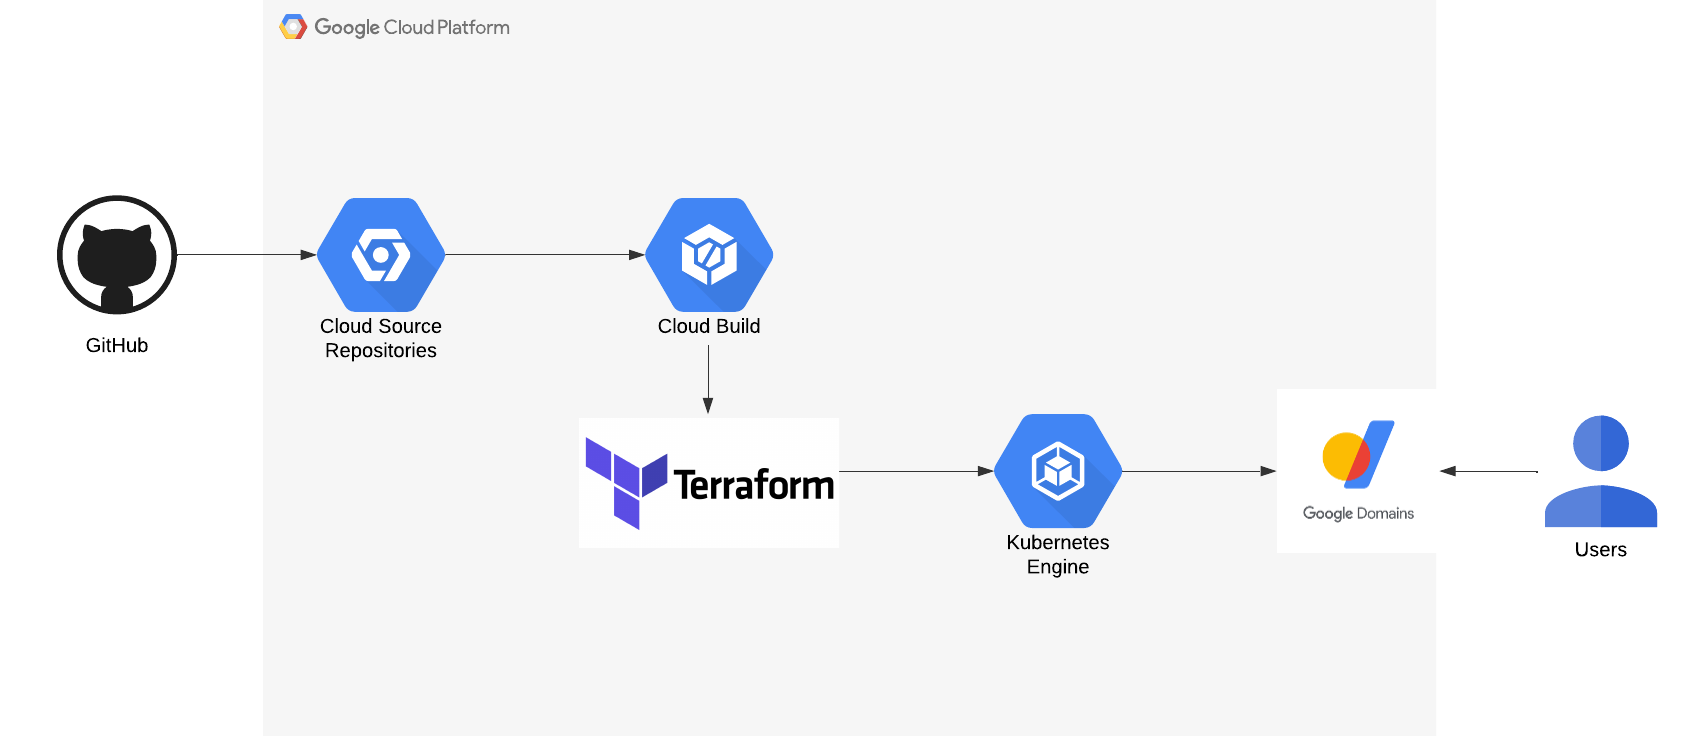 Google Cloud Platform
GitHub
Cloud Source
Repositories
Cloud Build
Terraform
Kubernetes
Engine
Google Domains
Users